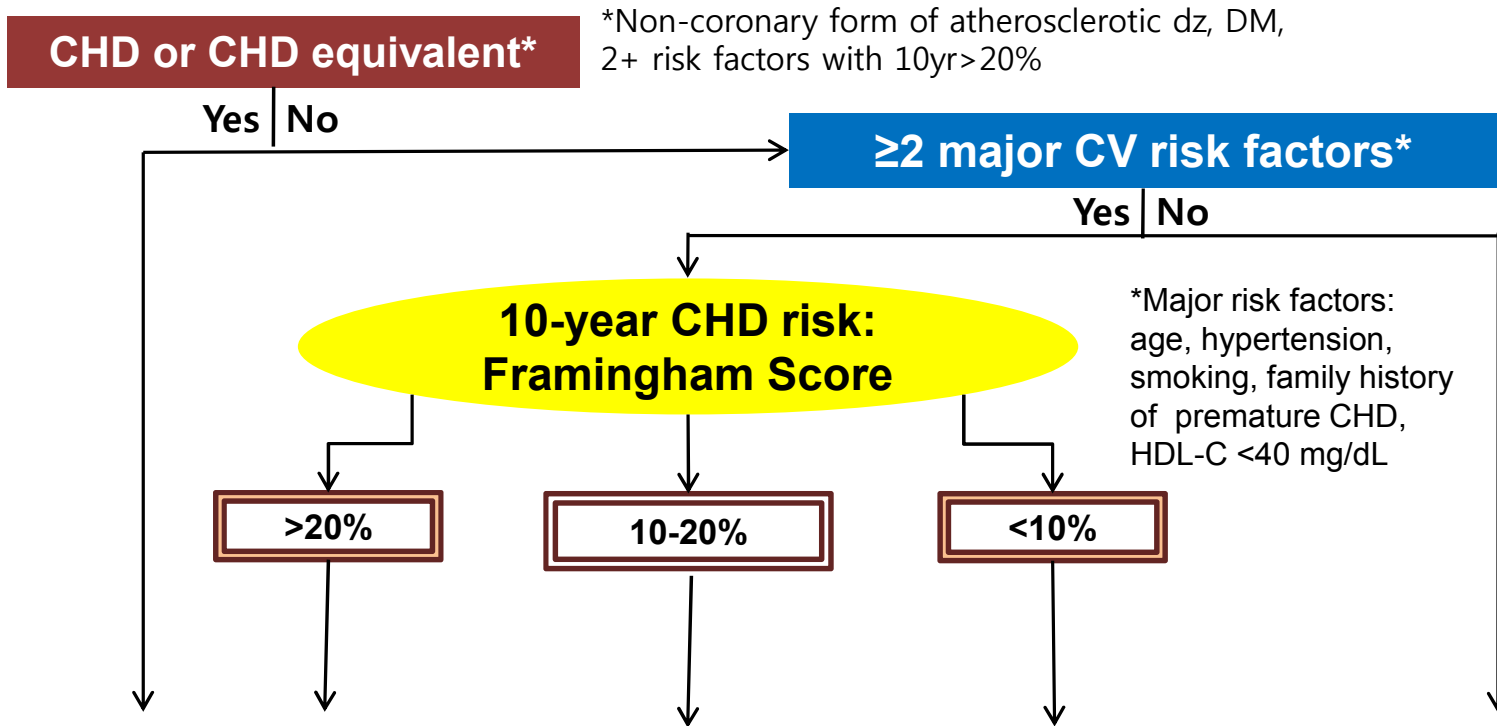 CHD or CHD equivalent*
*Non-coronary form of atherosclerotic dz, DM,
2+ risk factors with 10yr>20%
Yes No
≥2 major CV risk factors*
Yes No
10-year CHD risk:
Framingham Score
*Major risk factors:
age, hypertension,
smoking, family history
of premature CHD,
HDL-C <40 mg/dL
>20%
10-20%
<10%